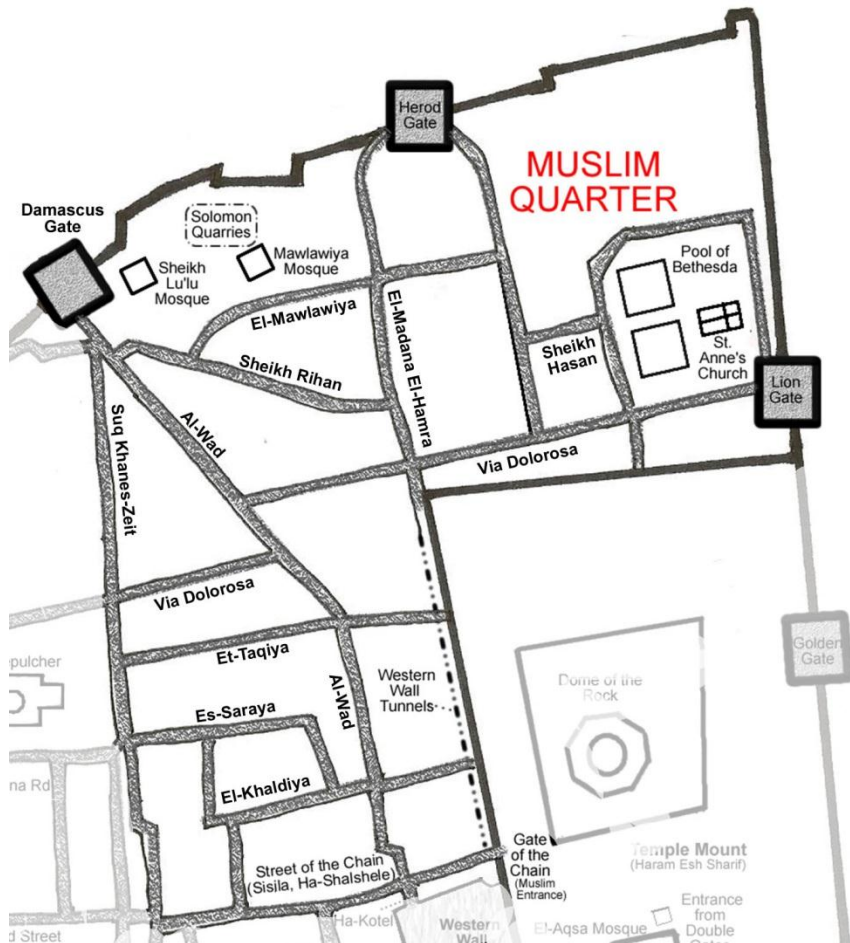 Herod
Gate
MUSLIM
QUARTER
Damascus
Gate
Solomon
Quarries
Sheikh
Lu'lu
Mosque
Mawlawiya
Mosque
Pool of
Bethesda
St.
Anne's
Church
Lion
Gate
El-Mawlawiya
Sheikh Rihan
El-Madana El-Hamra
Sheikh
Hasan
Suq Khanes-Zeit
Al-Wad
Via Dolorosa
Via Dolorosa
Et-Taqiya
Al-Wad
Western
Wall
Tunnels
Golden
Gate
Dome of the
Rock
pulcher
Es-Saraya
na Rd
El-Khaldiya
Street of the Chain
(Sisila, Ha-Shalshele)
Gate
of the
Chain
(Muslim
Entrance)
Temple Mount
(Haram Esh Sharif)
Ha-Kotel
Western
Wall
El-Aqsa Mosque
Entrance
from
Double
d Street